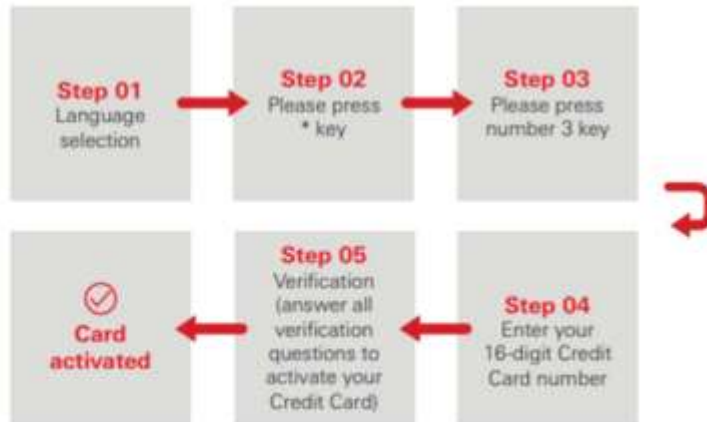 Step 01
Language
selection
Step 02
Please press
* key
Step 03
Please press
number 3 key
Step 04
Enter your
16-digit Credit
Card number
Step 05
Verification
(answer all
verification
questions to
activate your
Credit Card)
Card
activated